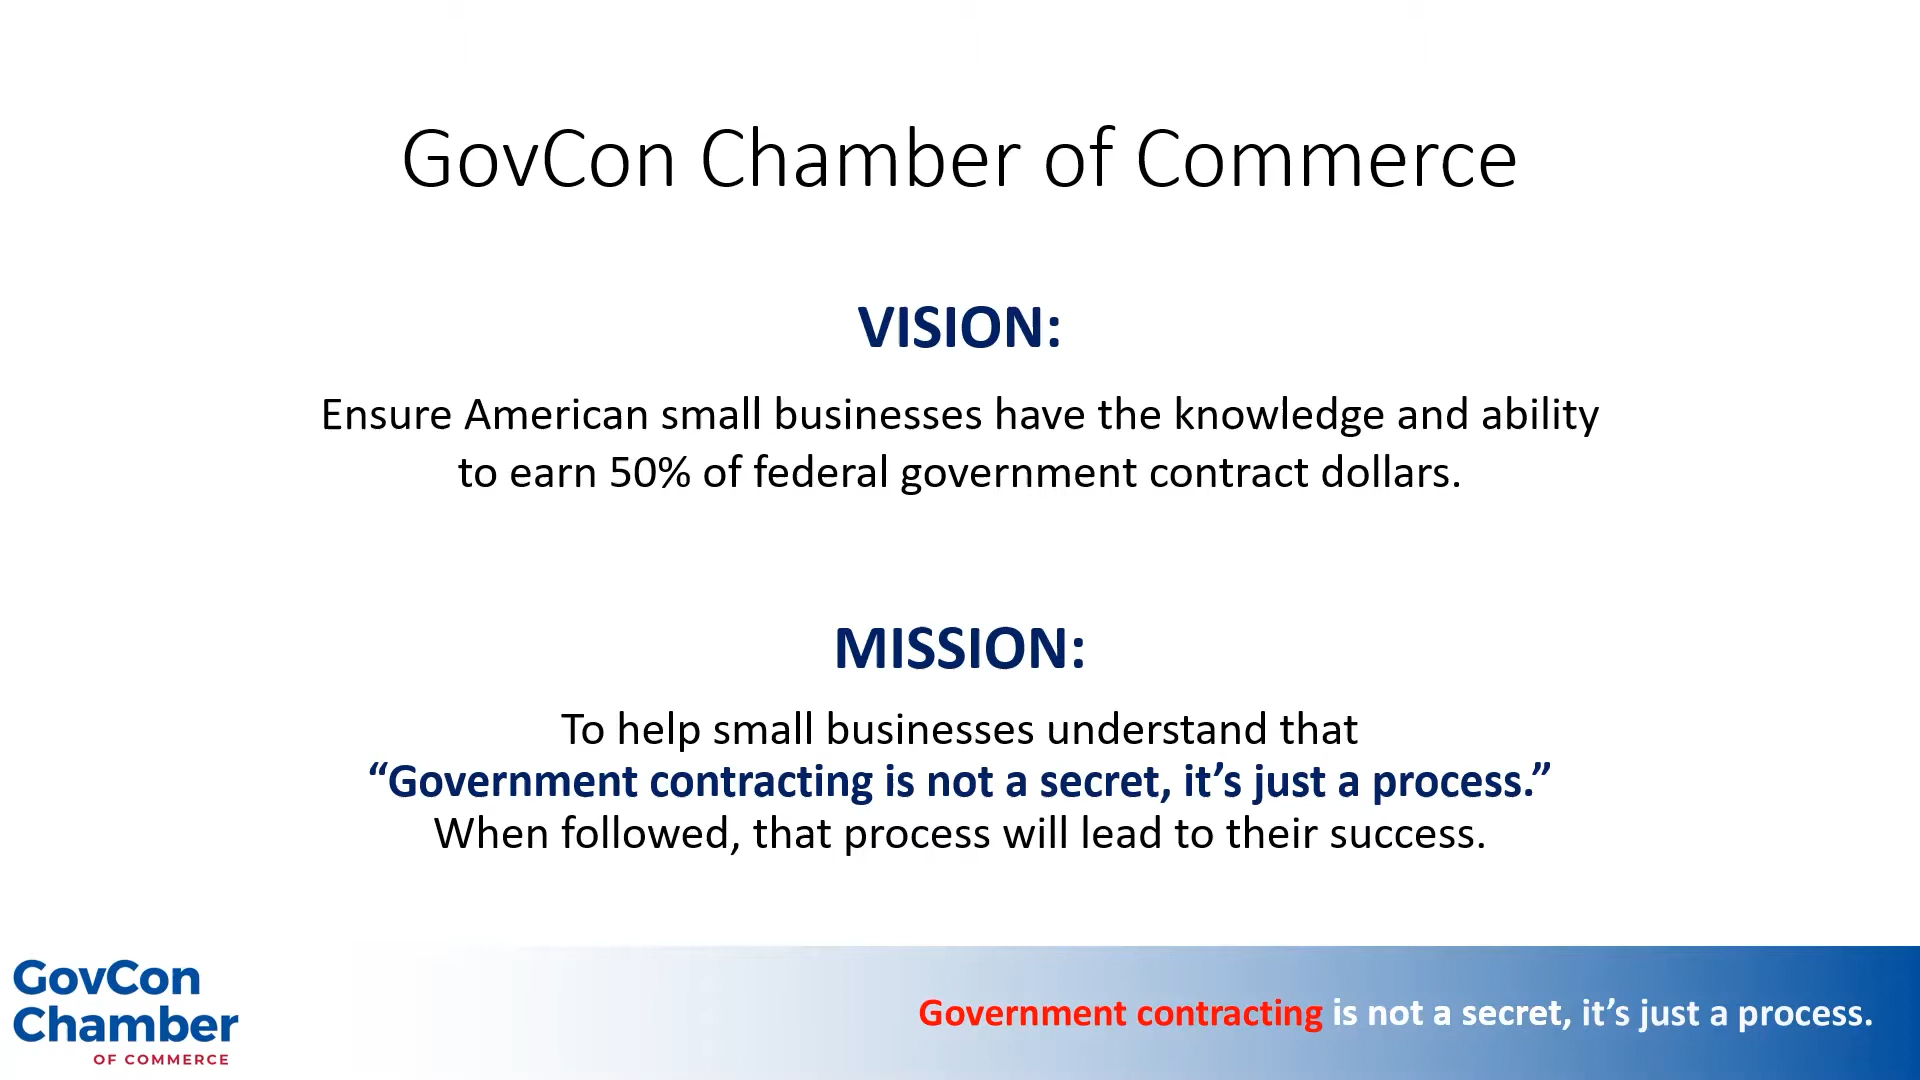 GovCon Chamber of Commerce
VISION:
Ensure American small businesses have the knowledge and ability
to earn 50% of federal government contract dollars.
MISSION:
To help small businesses understand that
“Government contracting is not a secret, it’s just a process.”
When followed, that process will lead to their success.
GovCon
Chamber
OF COMMERCE
Government contracting is not a secret, it’s just a process.